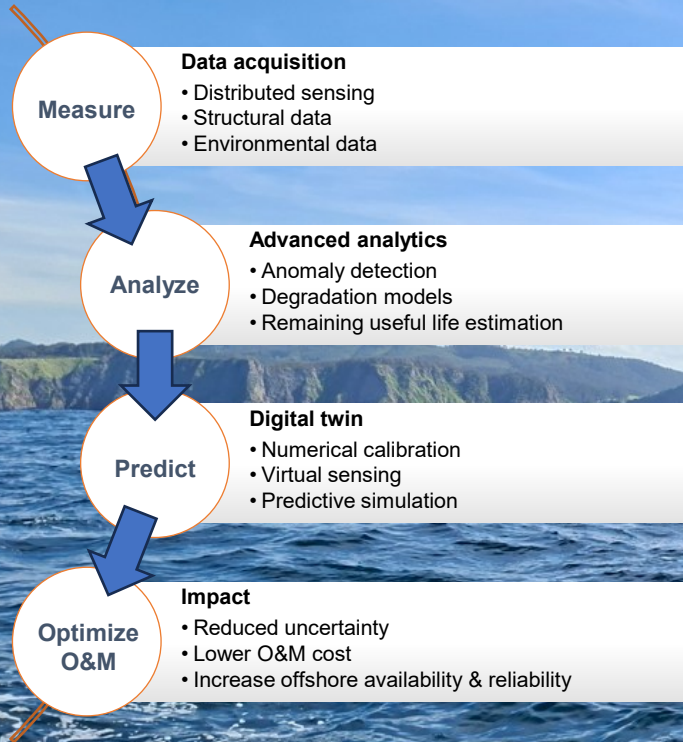 Measure
Data acquisition
• Distributed sensing
• Structural data
• Environmental data
Analyze
Advanced analytics
• Anomaly detection
• Degradation models
• Remaining useful life estimation
Predict
Digital twin
• Numerical calibration
• Virtual sensing
• Predictive simulation
Optimize
O&M
Impact
• Reduced uncertainty
• Lower O&M cost
• Increase offshore availability & reliability